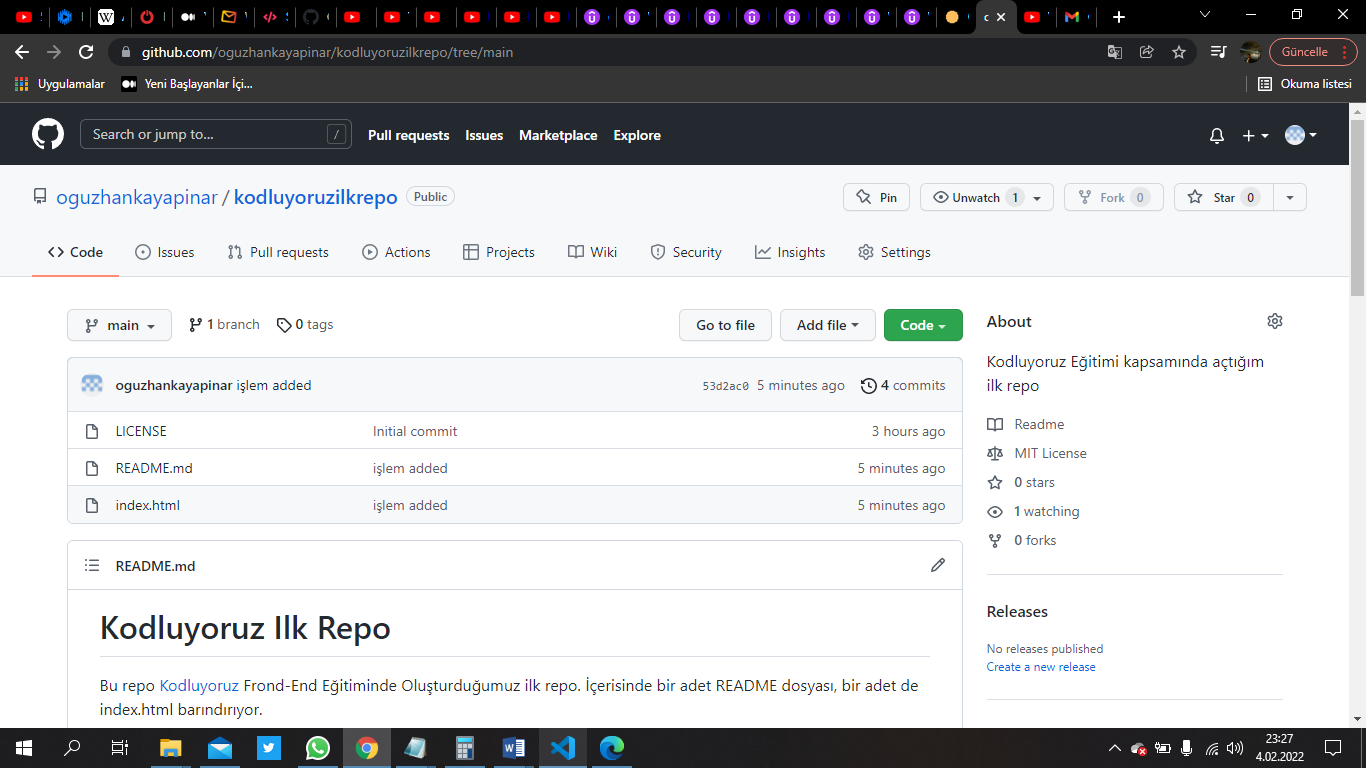 github.com/oguzhankayapinar/kodluyoruzilkrepo/tree/main
Güncelle
Uygulamalar
Yeni Başlayanlar İçi...
Okuma listesi
Search or jump to...
/
Pull requests
Issues
Marketplace
Explore
oguzhankayapinar / kodluyoruzilkrepo
Public
Pin
Unwatch 1
Fork 0
Star 0
Code
Issues
Pull requests
Actions
Projects
Wiki
Security
Insights
Settings
main
1 branch
0 tags
Go to file
Add file
Code
oguzhankayapinar işlem added
53d2ac0 5 minutes ago
4 commits
LICENSE
Initial commit
3 hours ago
README.md
işlem added
5 minutes ago
index.html
işlem added
5 minutes ago
README.md
Kodluyoruz Ilk Repo
Bu repo Kodluyoruz Frond-End Eğitiminde Oluşturduğumuz ilk repo. İçerisinde bir adet README dosyası, bir adet de
index.html barındırıyor.
About
Kodluyoruz Eğitimi kapsamında açtığım
ilk repo
Readme
MIT License
0 stars
1 watching
0 forks
Releases
No releases published
Create a new release
23:27
4.02.2022